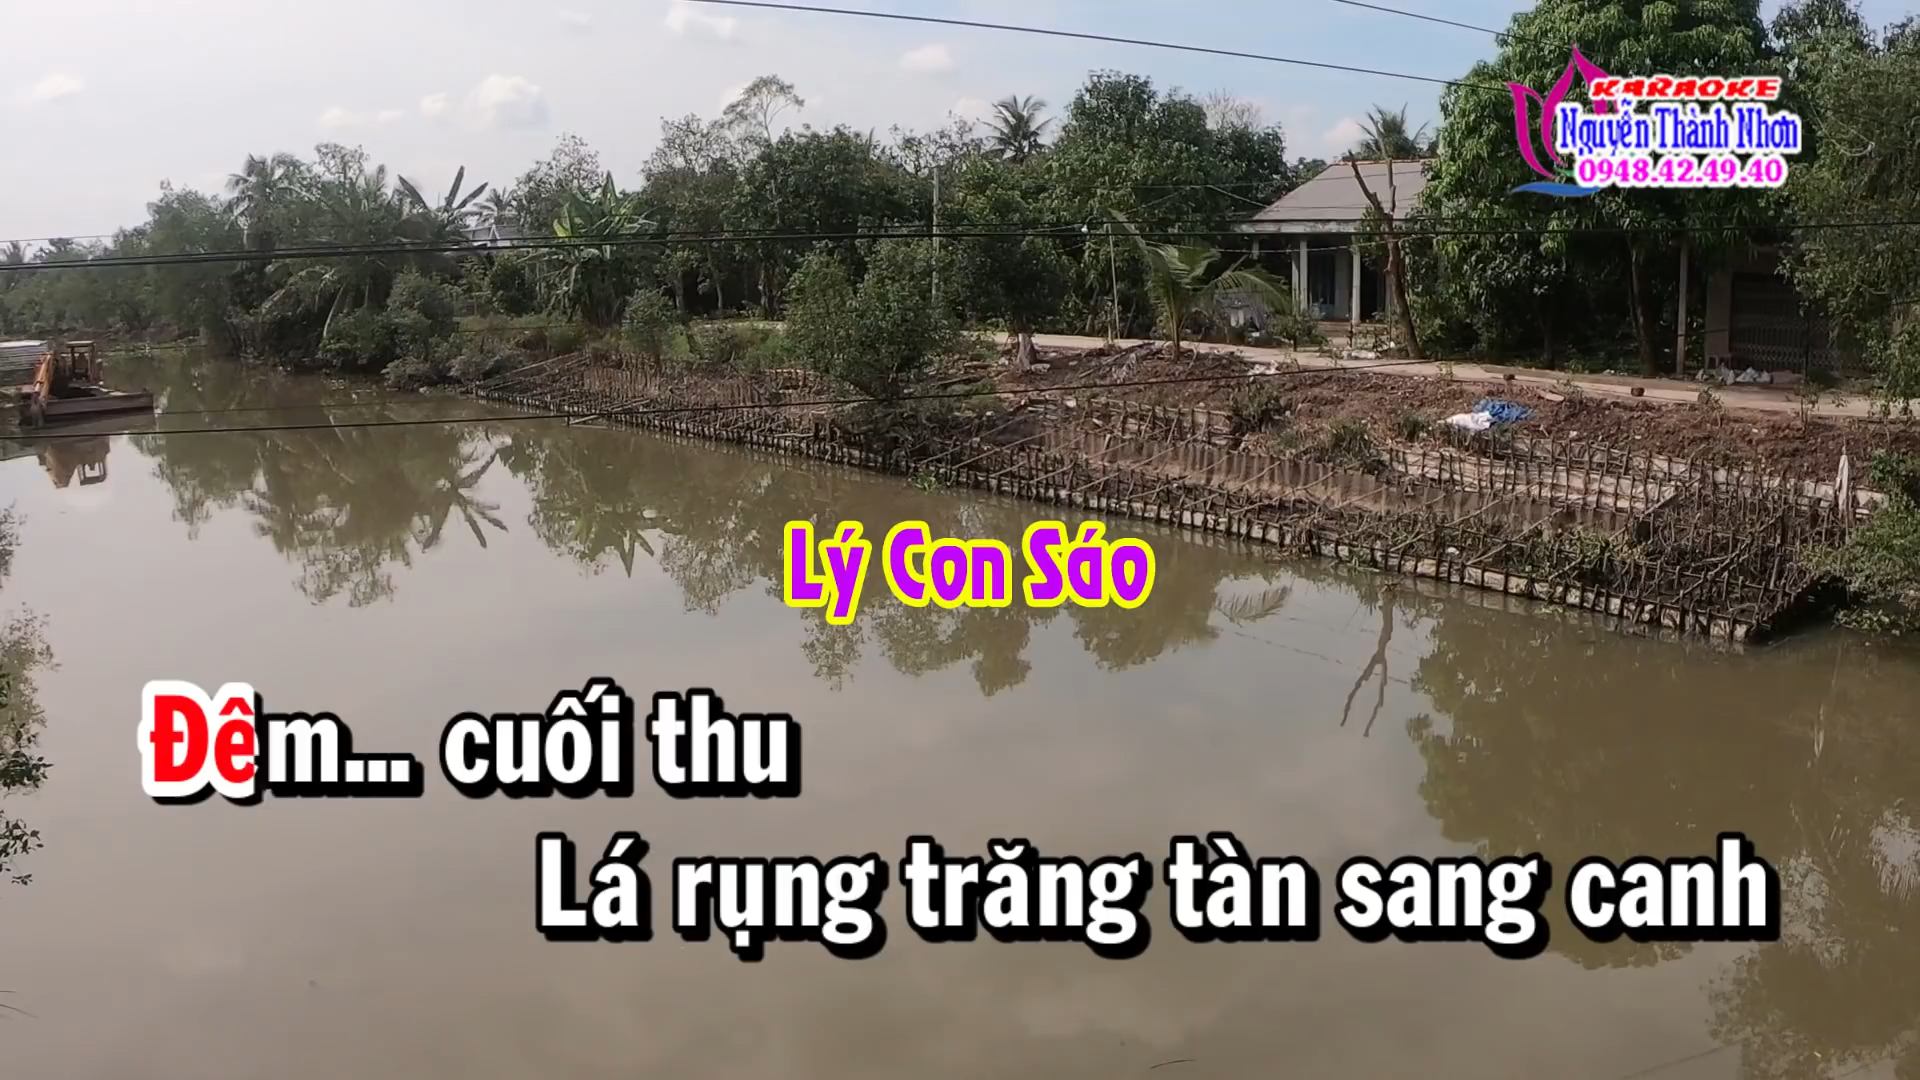 KARAOKE
Nguyễn Thành Nhơn
0948.42.49.40
Lý Con Sáo
Đêm... cuối thu
Lá rụng trăng tàn sang canh